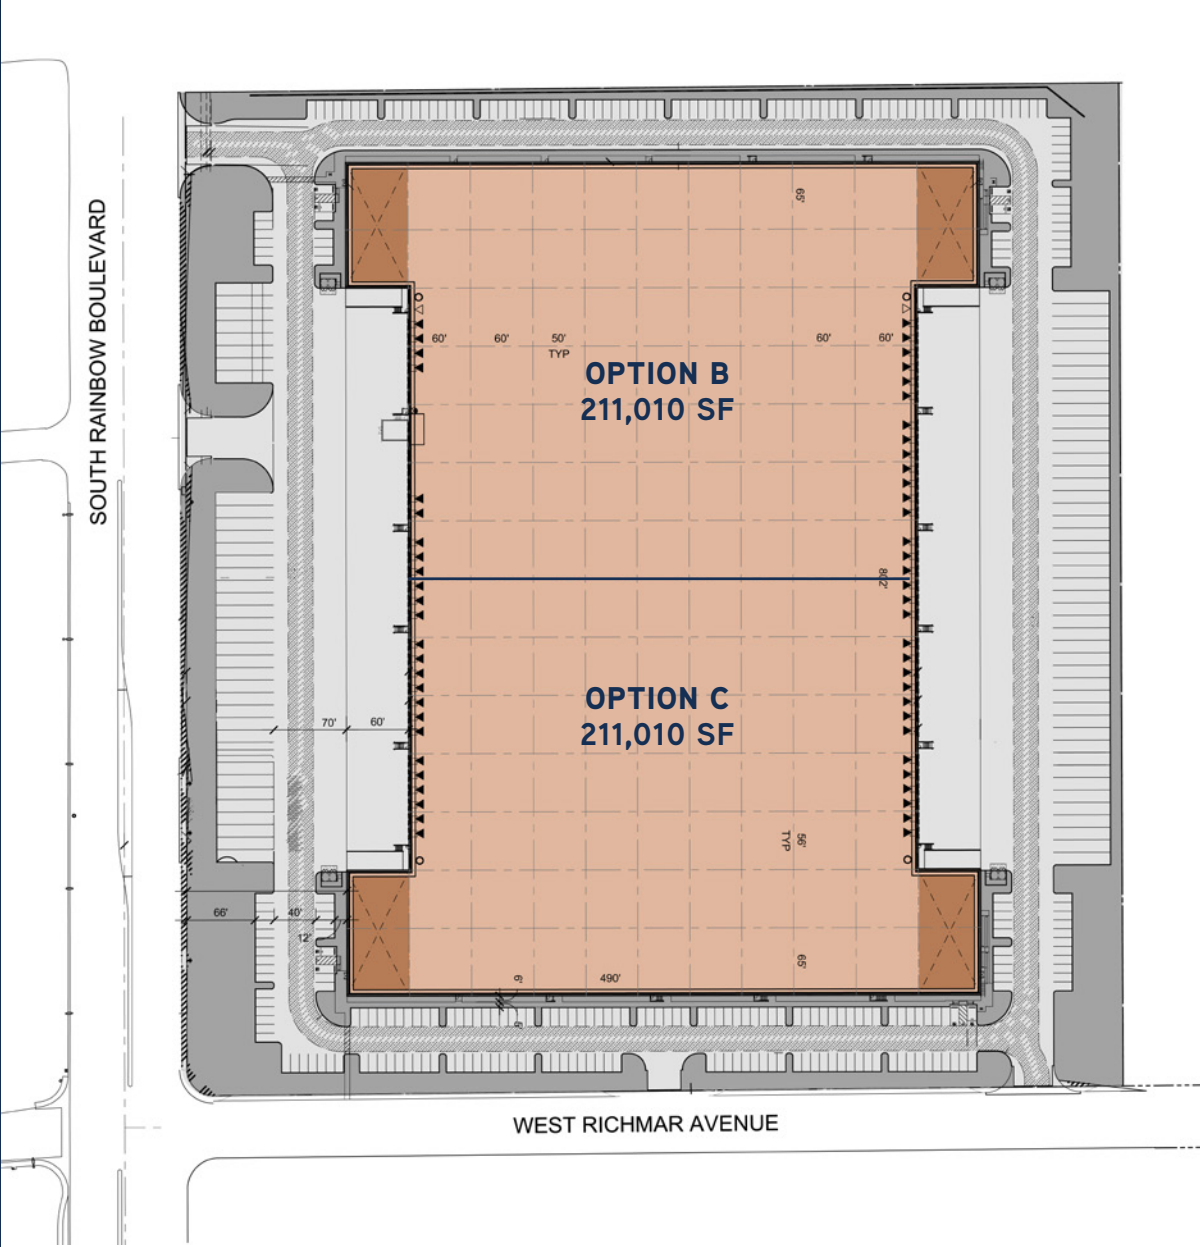 65'
60'
60'
50'
TYP
60'
60'
OPTION B
211,010 SF
SOUTH RAINBOW BOULEVARD
802'
OPTION C
211,010 SF
70'
60'
56'
TYP
66'
40'
12'
65'
6'
490'
WEST RICHMAR AVENUE